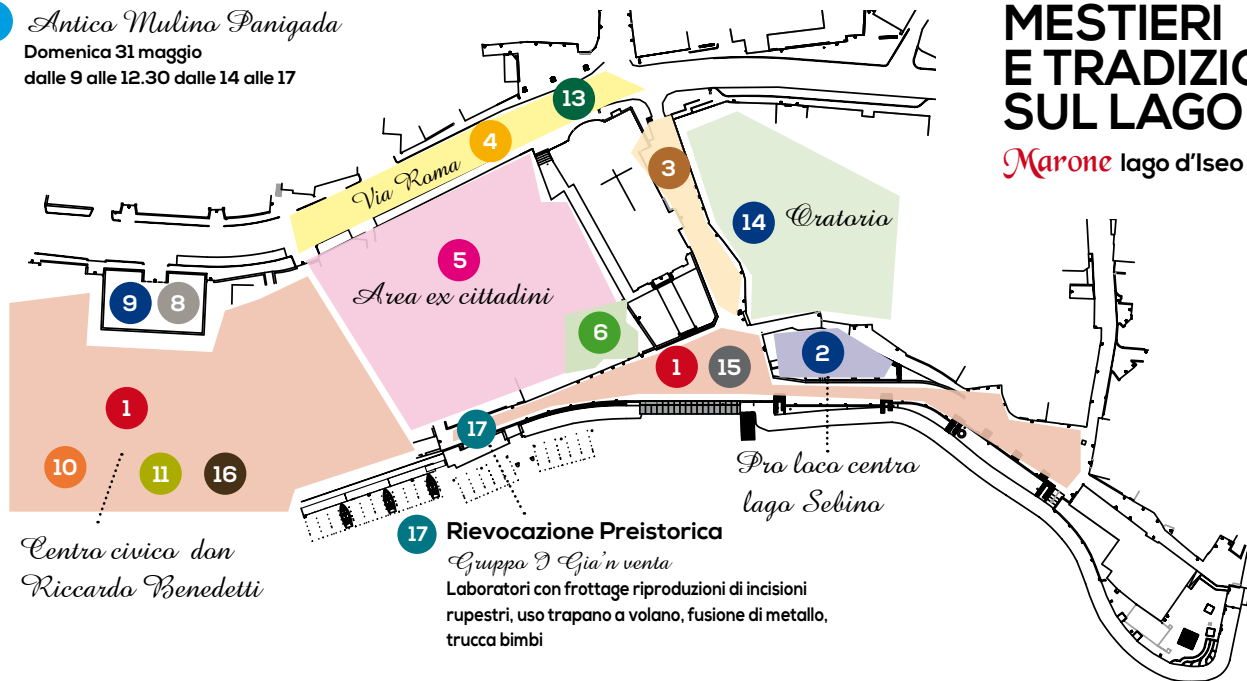 Antico Mulino Panigada
Domenica 31 maggio
dalle 9 alle 12.30 dalle 14 alle 17
MESTIERI
E TRADIZIO
SUL LAGO
Marone lago d'Iseo
13
4
Via Roma
3
14 Oratorio
5
Area ex cittadini
9 8
6
2
1 15
1
17
10 11 16
Pro loco centro
lago Sebino
Centro civico don
Riccardo Benedetti
17 Rievocazione Preistorica
Gruppo I Gia'n venta
Laboratori con frottage riproduzioni di incisioni
rupestri, uso trapano a volano, fusione di metallo,
trucca bimbi